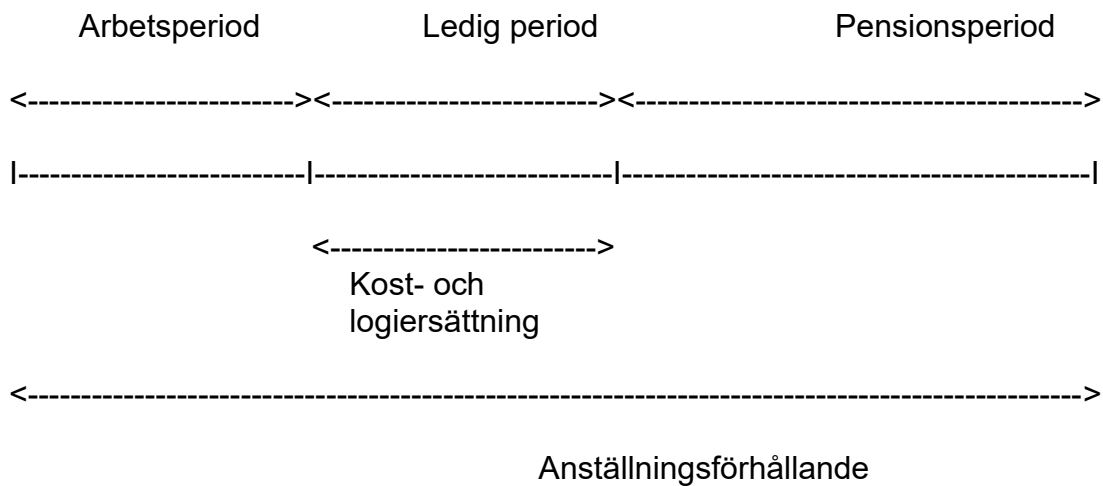 Arbetsperiod Ledig period Pensionsperiod
<-------------------------><-------------------------><------------------------------------------>
|---------------------------|----------------------------|--------------------------------------------|
<------------------------->
Kost- och
logiersättning
<---------------------------------------------------------------------------------------------------->
Anställningsförhållande